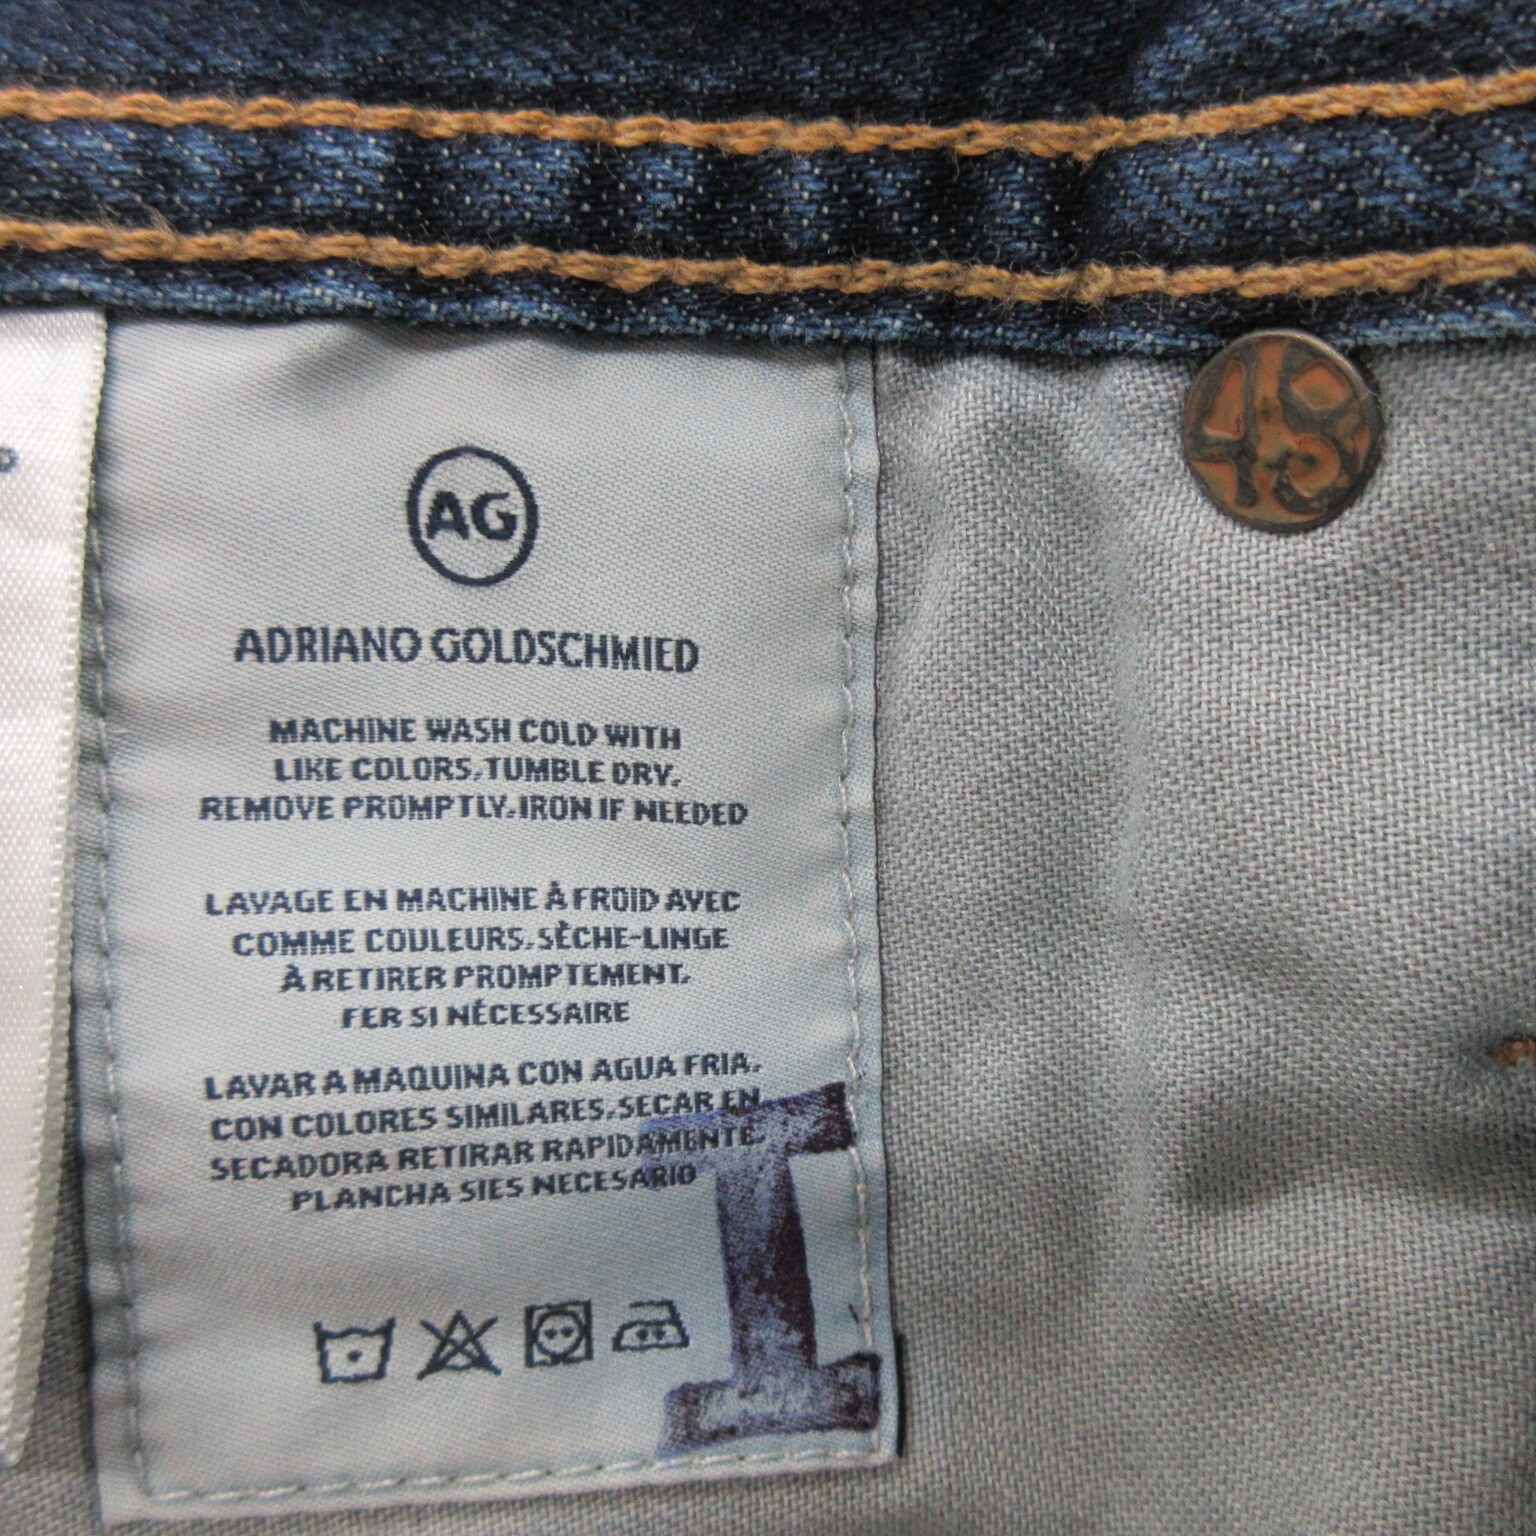 AG
ADRIANO GOLDSCHMIED
MACHINE WASH COLD WITH
LIKE COLORS. TUMBLE DRY.
REMOVE PROMPTLY. IRON IF NEEDED
LAVAGE EN MACHINE À FROID AVEC
COMME COULEURS. SÈCHE-LINGE
À RETIRER PROMPTEMENT.
FER SI NÉCESSAIRE
LAVAR A MAQUINA CON AGUA FRIA.
CON COLORES SIMILARES. SECAR EN
SECADORA RETIRAR RAPIDAMENTE.
PLANCHA SIES NECESARIO
I